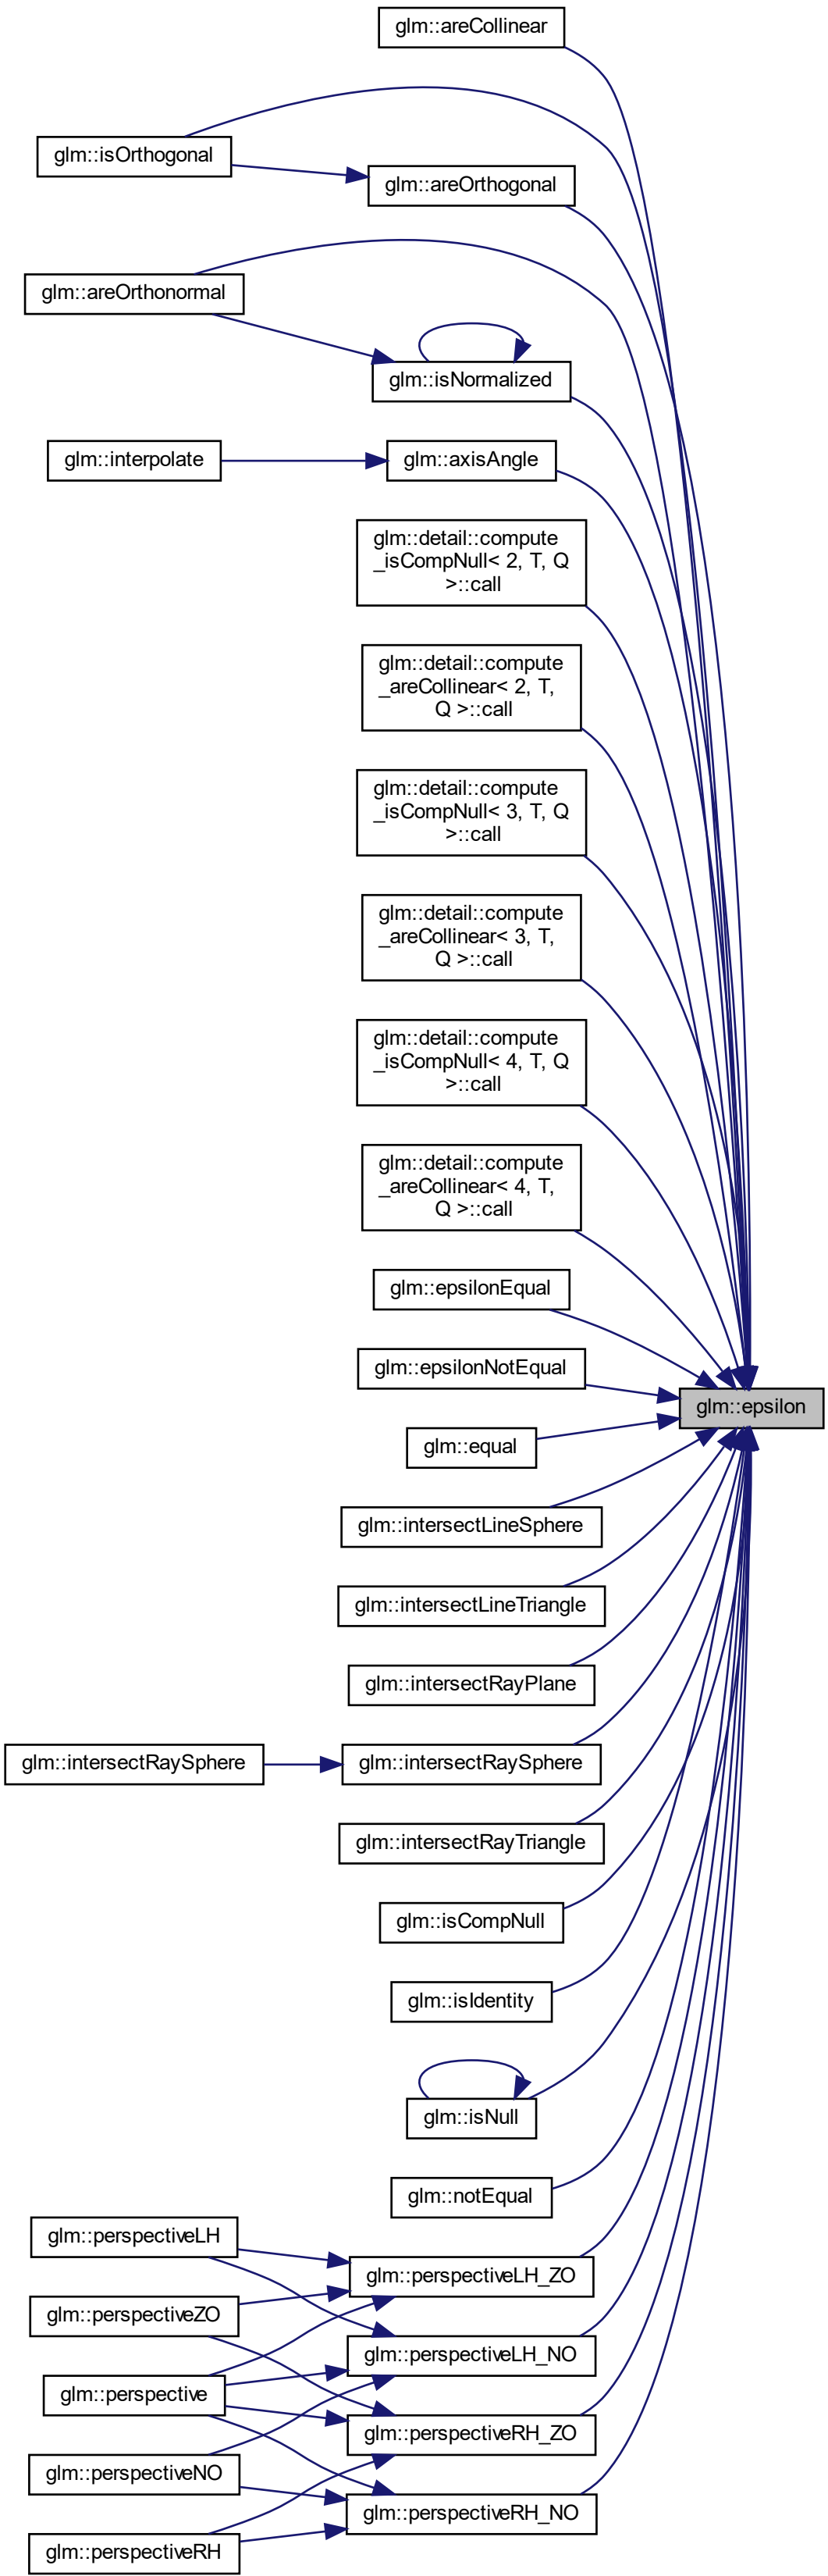 glm::areCollinear
glm::isOrthogonal
glm::areOrthogonal
glm::areOrthonormal
glm::isNormalized
glm::interpolate
glm::axisAngle
glm::detail::compute
_isCompNull< 2, T, Q
>::call
glm::detail::compute
_areCollinear< 2, T,
Q >::call
glm::detail::compute
_isCompNull< 3, T, Q
>::call
glm::detail::compute
_areCollinear< 3, T,
Q >::call
glm::detail::compute
_isCompNull< 4, T, Q
>::call
glm::detail::compute
_areCollinear< 4, T,
Q >::call
glm::epsilonEqual
glm::epsilonNotEqual
glm::epsilon
glm::equal
glm::intersectLineSphere
glm::intersectLineTriangle
glm::intersectRayPlane
glm::intersectRaySphere
glm::intersectRaySphere
glm::intersectRayTriangle
glm::isCompNull
glm::isIdentity
glm::isNull
glm::notEqual
glm::perspectiveLH
glm::perspectiveLH_ZO
glm::perspectiveZO
glm::perspectiveLH_NO
glm::perspective
glm::perspectiveRH_ZO
glm::perspectiveNO
glm::perspectiveRH_NO
glm::perspectiveRH